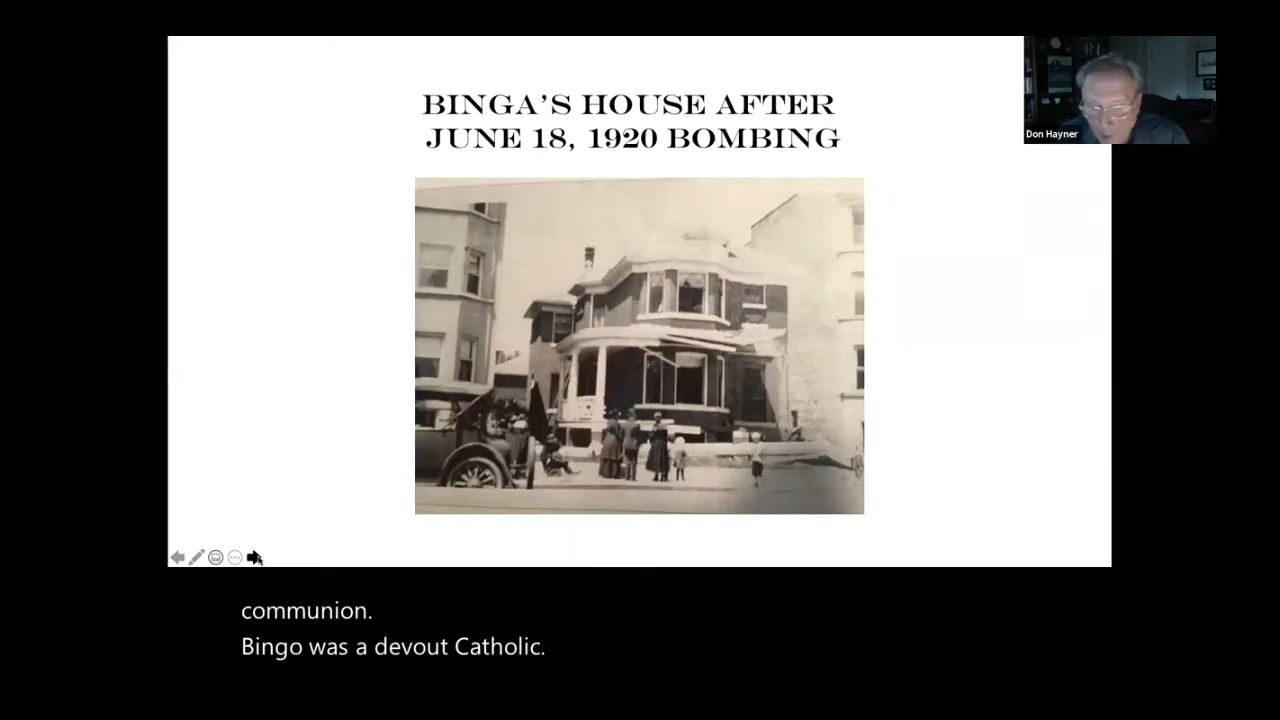 BINGA'S HOUSE AFTER
JUNE 18, 1920 BOMBING
Don Hayner
communion.
Bingo was a devout Catholic.